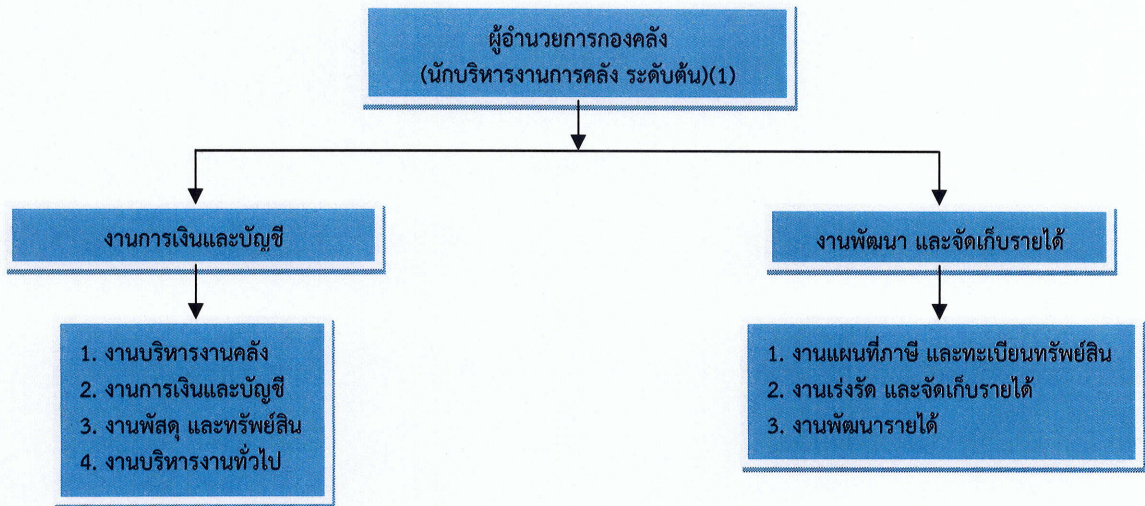 ผู้อำนวยการกองคลัง
(นักบริหารงานการคลัง ระดับต้น)(1)
งานการเงินและบัญชี
งานพัฒนา และจัดเก็บรายได้
1. งานบริหารงานคลัง
2. งานการเงินและบัญชี
3. งานพัสดุ และทรัพย์สิน
4. งานบริหารงานทั่วไป
1. งานแผนที่ภาษี และทะเบียนทรัพย์สิน
2. งานเร่งรัด และจัดเก็บรายได้
3. งานพัฒนารายได้